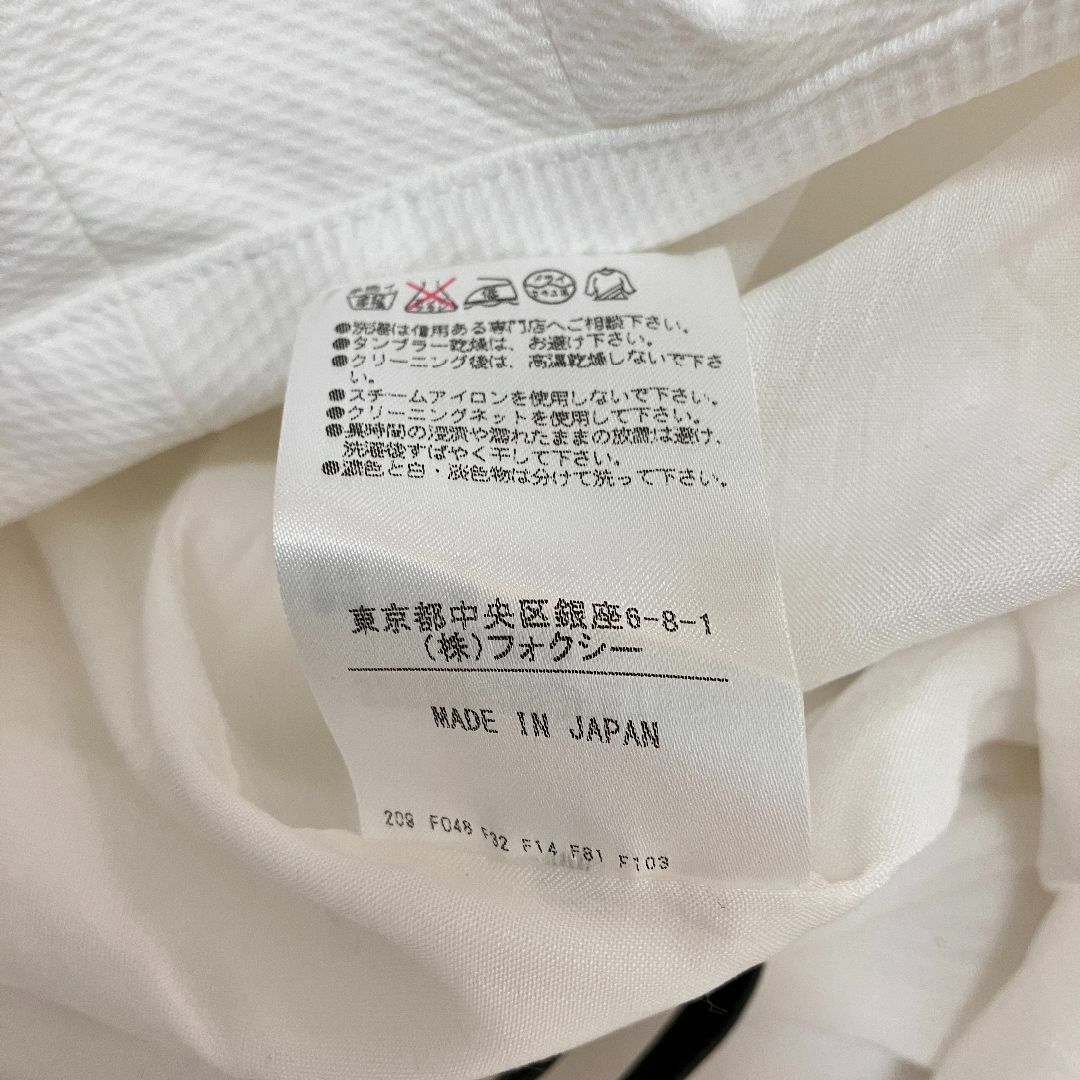 ドライ
セキユ系
低
●洗濯は信用ある専門店へご相談下さい。
●タンブラー乾燥は、お避け下さい。
●クリーニング後は、高温乾燥しないで下さ
い。
●スチームアイロンを使用しないで下さい。
●クリーニングネットを使用して下さい。
●長時間の浸漬や濡れたままの放置は避け、
洗濯後すばやく干して下さい。
●濃色と白・淡色物は分けて洗って下さい。
東京都中央区銀座6-8-1
(株)フォクシー
MADE IN JAPAN
209 F048 F32 F14 F81 F103